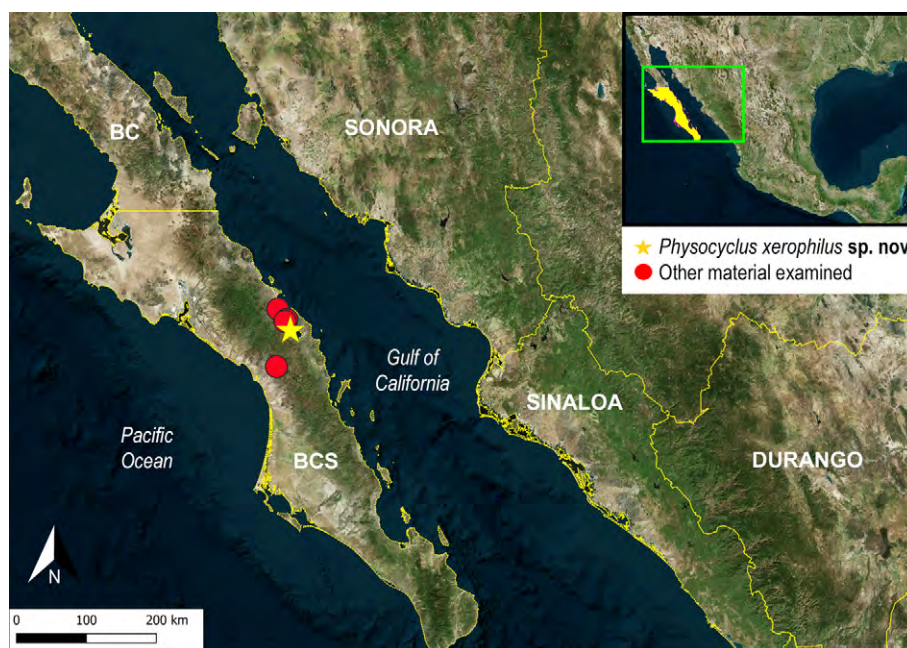 BC
SONORA
★ Physocyclus xerophilus sp. nov
● Other material examined
Gulf of
California
SINALOA
Pacific
Ocean
BCS
DURANGO
N
0 100 200 km